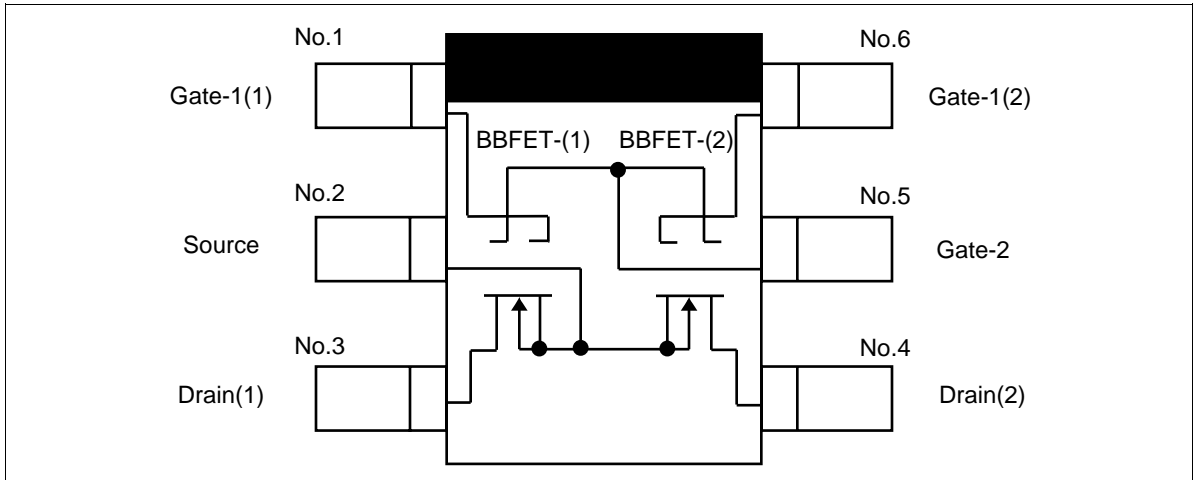 No.1
No.6
Gate-1(1)
Gate-1(2)
BBFET-(1)
BBFET-(2)
No.2
No.5
Source
Gate-2
No.3
No.4
Drain(1)
Drain(2)